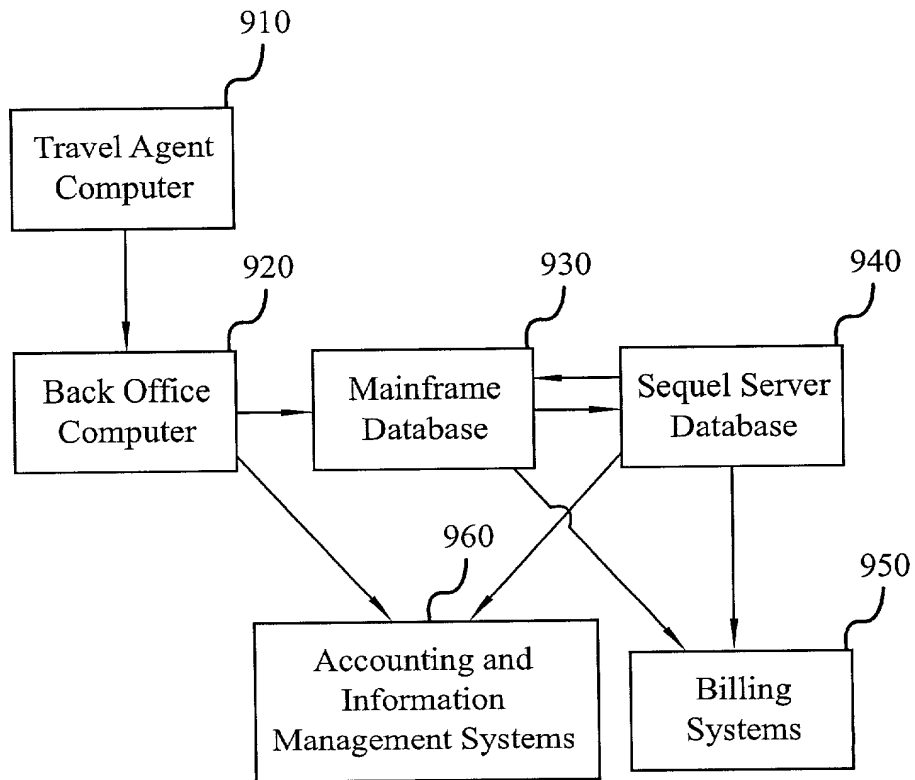 910
Travel Agent
Computer
920
930
940
Back Office
Computer
Mainframe
Database
Sequel Server
Database
960
950
Accounting and
Information
Management Systems
Billing
Systems